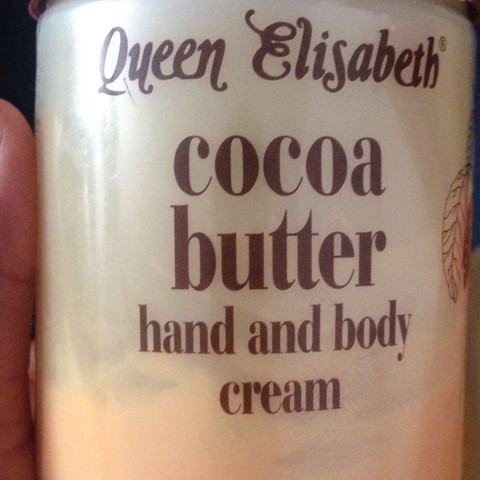 Queen Elisabeth®
cocoa
butter
hand and body
cream